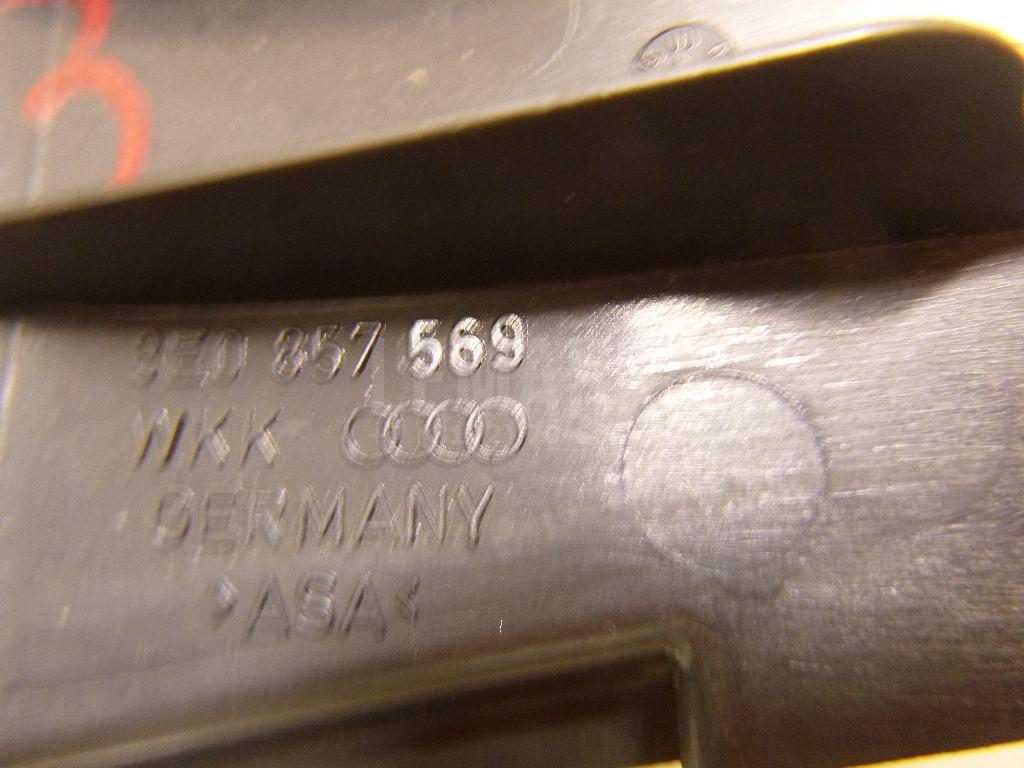 3
8E0 857 569
WKK
GERMANY
>ASA<